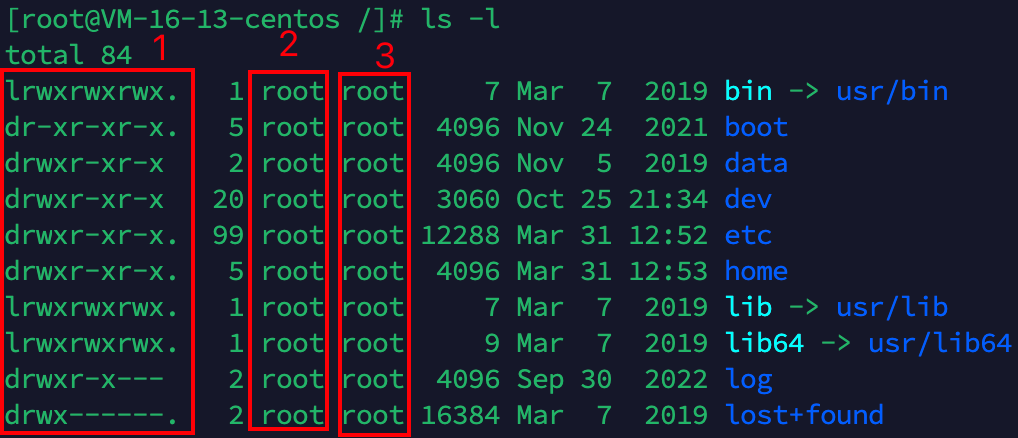 [root@VM-16-13-centos /]# ls -l
total 84 1 2 3
lrwxrwxrwx. 1 root root 7 Mar 7 2019 bin -> usr/bin
dr-xr-xr-x. 5 root root 4096 Nov 24 2021 boot
drwxr-xr-x 2 root root 4096 Nov 5 2019 data
drwxr-xr-x 20 root root 3060 Oct 25 21:34 dev
drwxr-xr-x. 99 root root 12288 Mar 31 12:52 etc
drwxr-xr-x. 5 root root 4096 Mar 31 12:53 home
lrwxrwxrwx. 1 root root 7 Mar 7 2019 lib -> usr/lib
lrwxrwxrwx. 1 root root 9 Mar 7 2019 lib64 -> usr/lib64
drwxr-x--- 2 root root 4096 Sep 30 2022 log
drwx------. 2 root root 16384 Mar 7 2019 lost+found